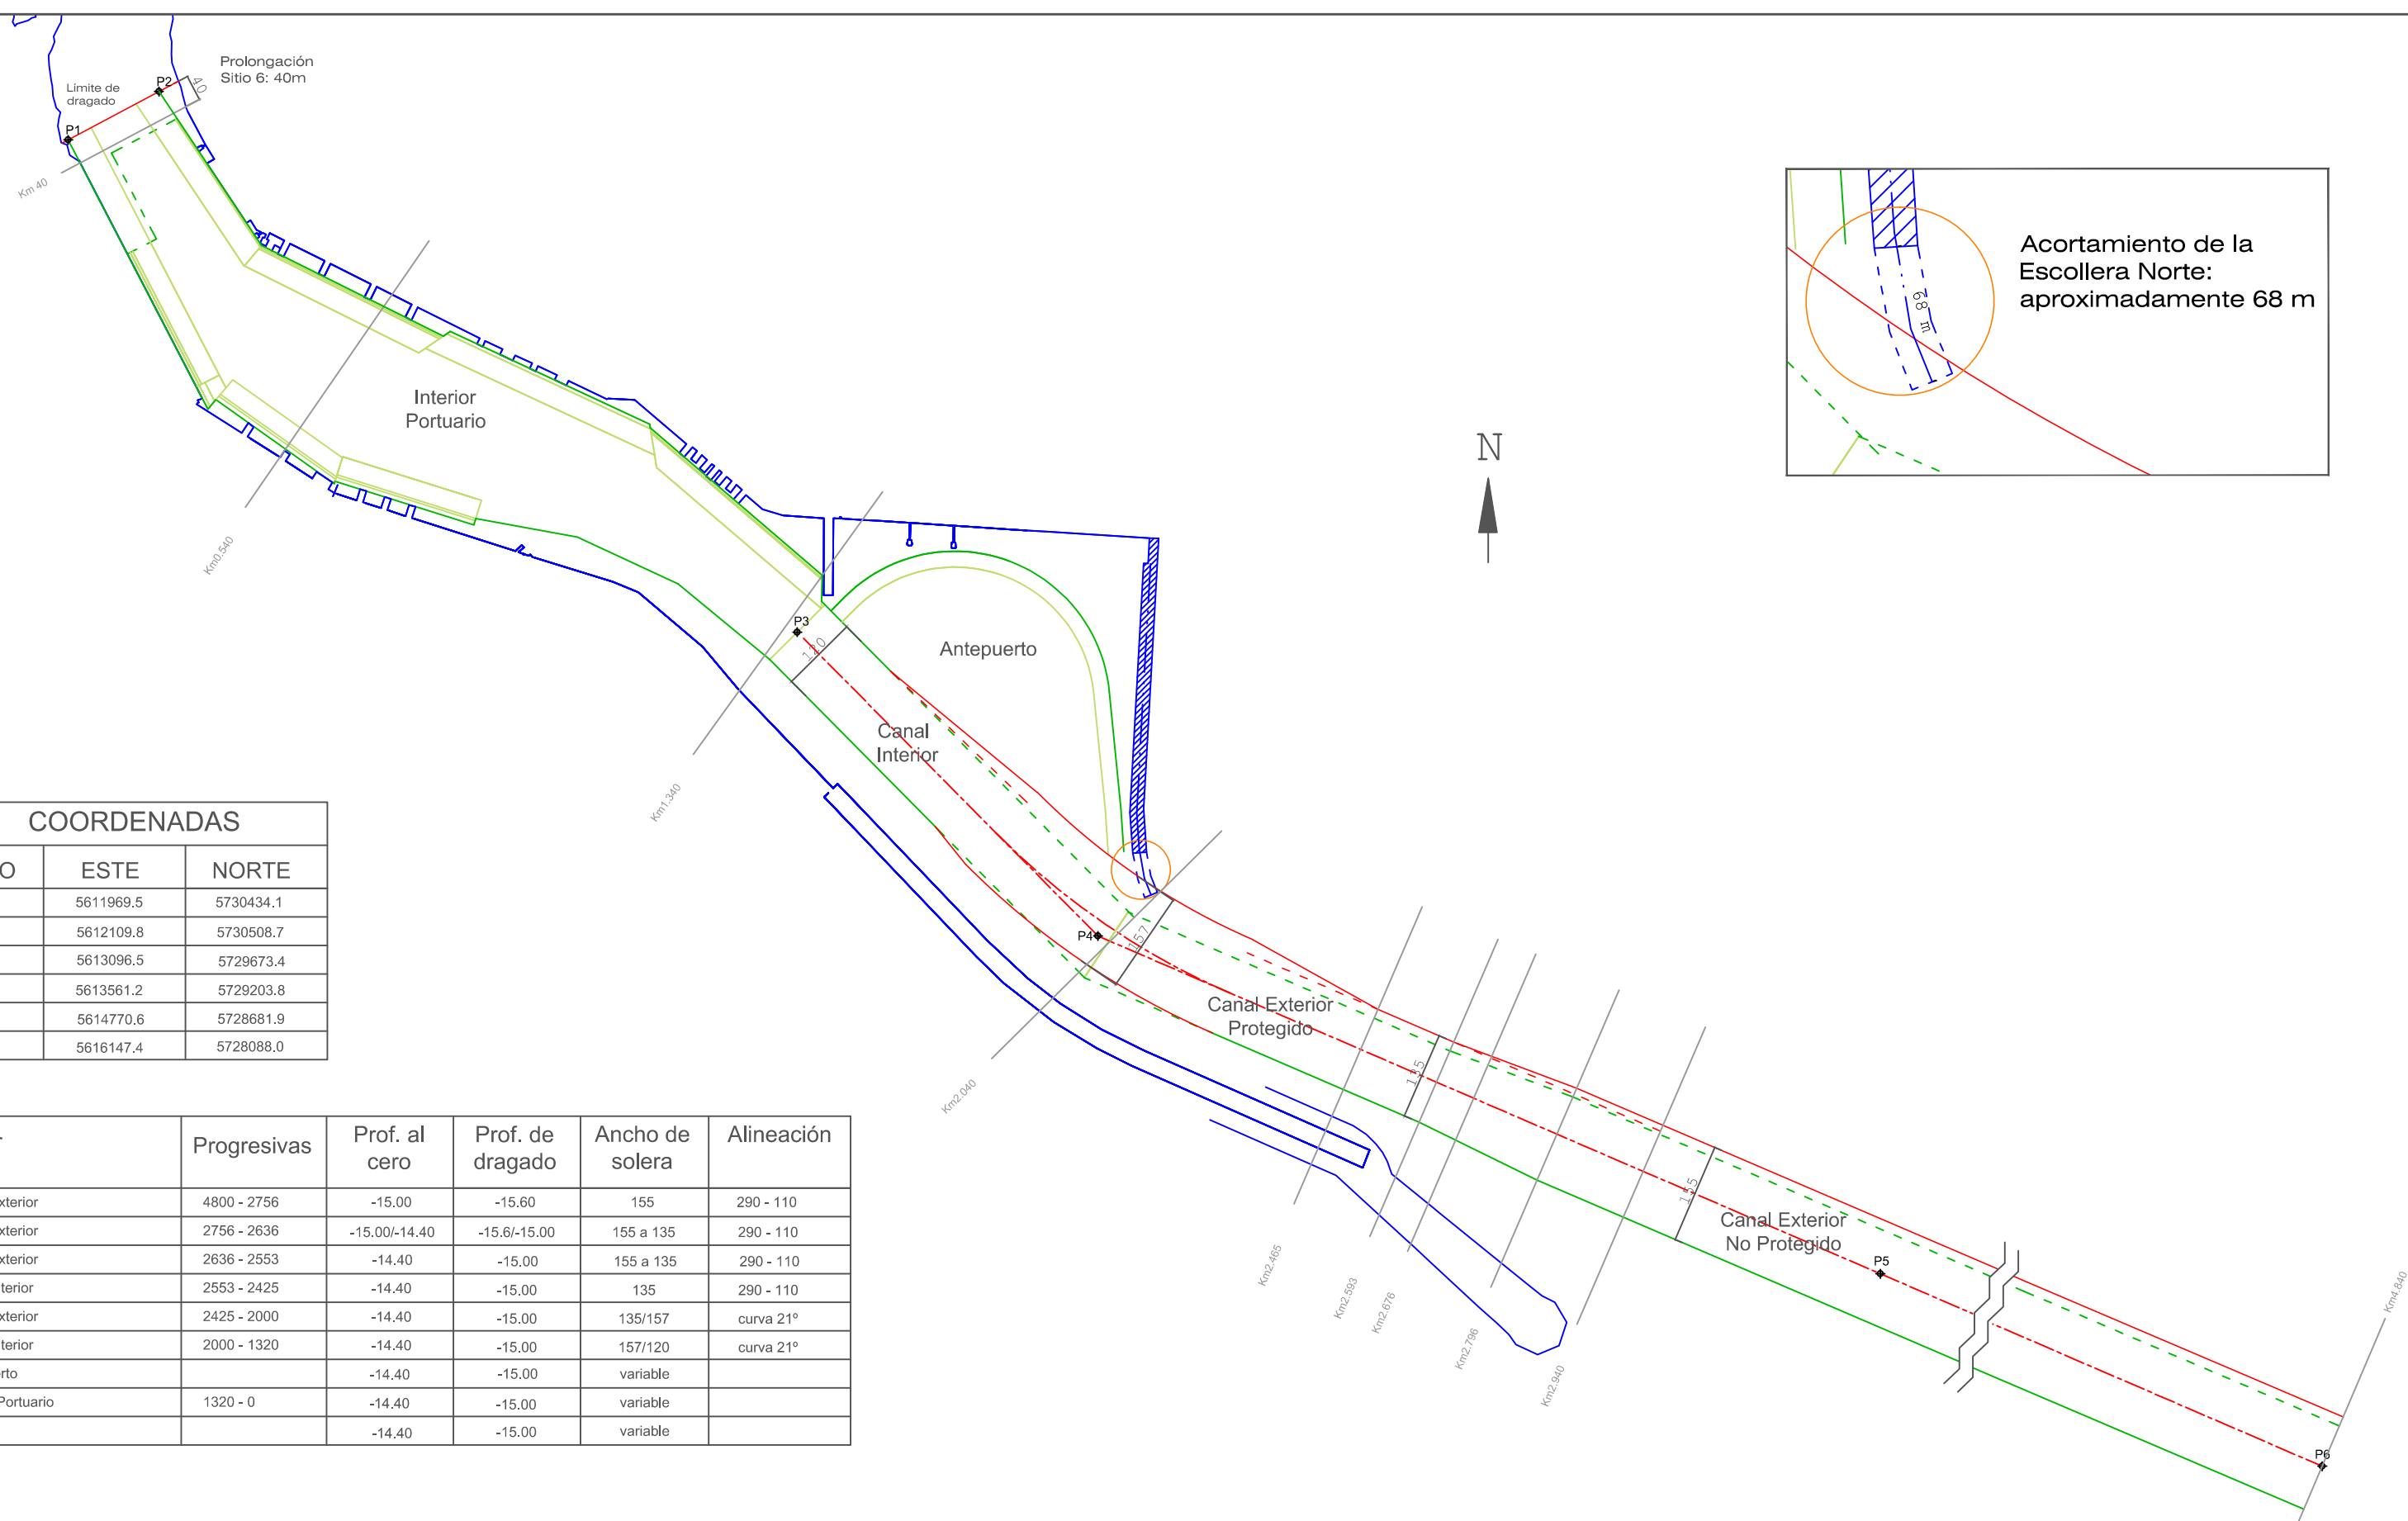 Prolongación
Sitio 6: 40m
Limite de
dragado
P2
40
P1
Km 40
Acortamiento de la
Escollera Norte:
aproximadamente 68 m
68 m
Interior
Portuario
N
Km0.540
P3
120
Antepuerto
Canal
Interior
Km1.340
P4
157
Canal Exterior
Protegido
Km2.040
135
155
Canal Exterior
No Protegido
P5
Km2.465
Km2.593
Km2.676
Km2.796
Km2.940
Km4.840
P6
COORDENADAS
O ESTE NORTE
5611969.5 5730434.1
5612109.8 5730508.7
5613096.5 5729673.4
5613561.2 5729203.8
5614770.6 5728681.9
5616147.4 5728088.0
Progresivas Prof. al cero Prof. de dragado Ancho de solera Alineación
xterior 4800 - 2756 -15.00 -15.60 155 290 - 110
xterior 2756 - 2636 -15.00/-14.40 -15.6/-15.00 155 a 135 290 - 110
xterior 2636 - 2553 -14.40 -15.00 155 a 135 290 - 110
terior 2553 - 2425 -14.40 -15.00 135 290 - 110
xterior 2425 - 2000 -14.40 -15.00 135/157 curva 21º
terior 2000 - 1320 -14.40 -15.00 157/120 curva 21º
rto -14.40 -15.00 variable
Portuario 1320 - 0 -14.40 -15.00 variable
-14.40 -15.00 variable